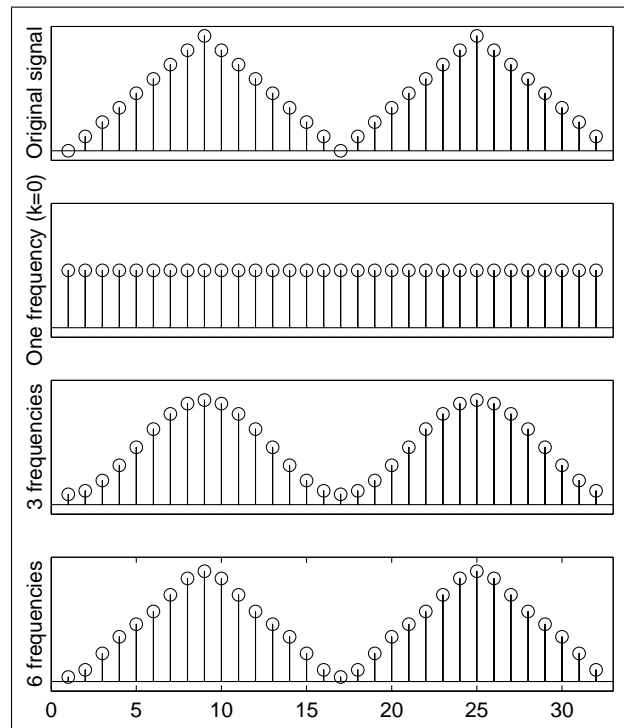 Original signal
One frequency (k=0)
3 frequencies
6 frequencies
0 5 10 15 20 25 30